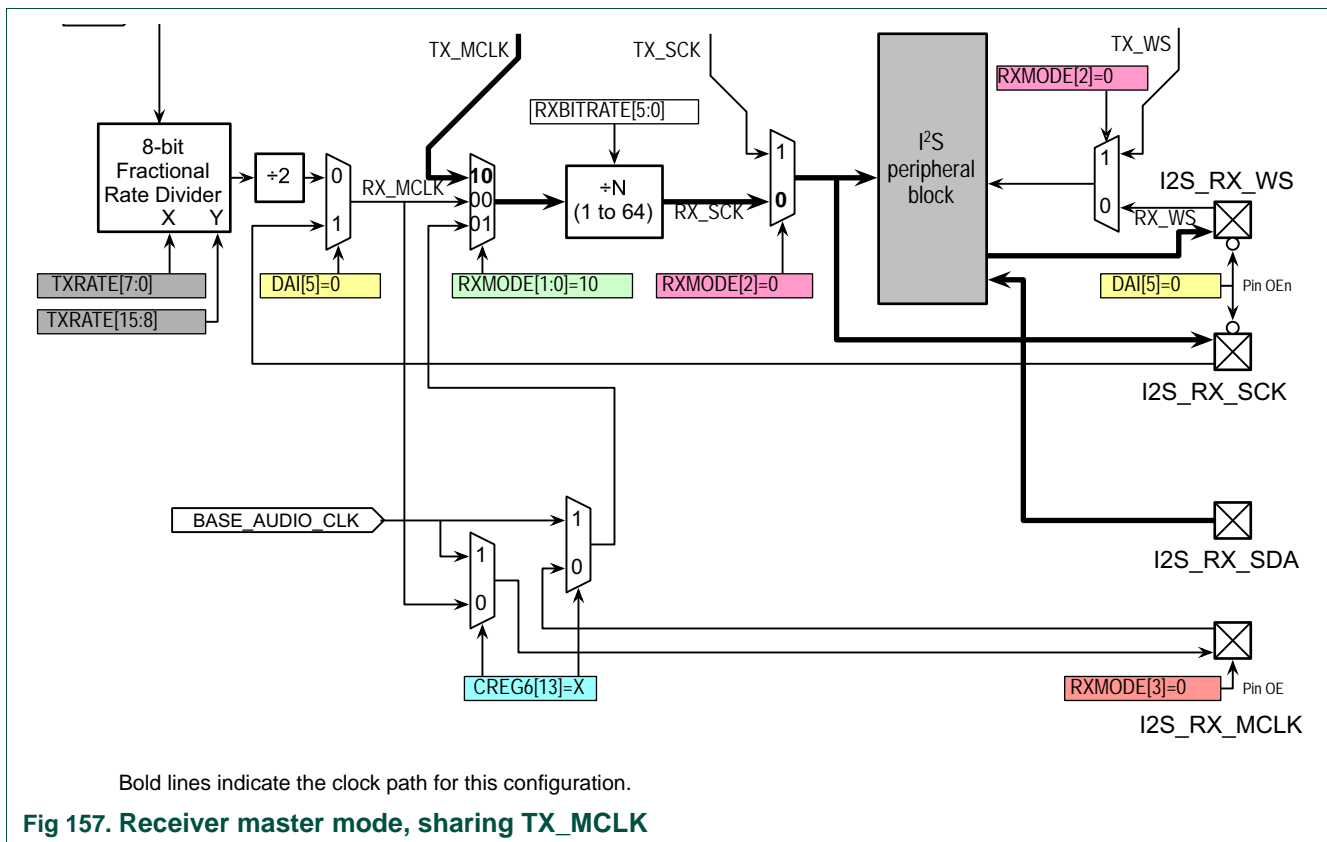 TX_MCLK
TX_SCK
TX_WS
RXMODE[2]=0
RXBITRATE[5:0]
8-bit
Fractional
Rate Divider
X Y
÷2
0
1
RX_MCLK
10
00
01
÷N
(1 to 64)
RX_SCK
1
0
I2S
peripheral
block
1
0
I2S_RX_WS
RX_WS
TXRATE[7:0]
TXRATE[15:8]
DAI[5]=0
RXMODE[1:0]=10
RXMODE[2]=0
DAI[5]=0
Pin OEn
I2S_RX_SCK
BASE_AUDIO_CLK
1
0
1
0
I2S_RX_SDA
CREG6[13]=X
RXMODE[3]=0
Pin OE
I2S_RX_MCLK
Bold lines indicate the clock path for this configuration.
Fig 157. Receiver master mode, sharing TX_MCLK